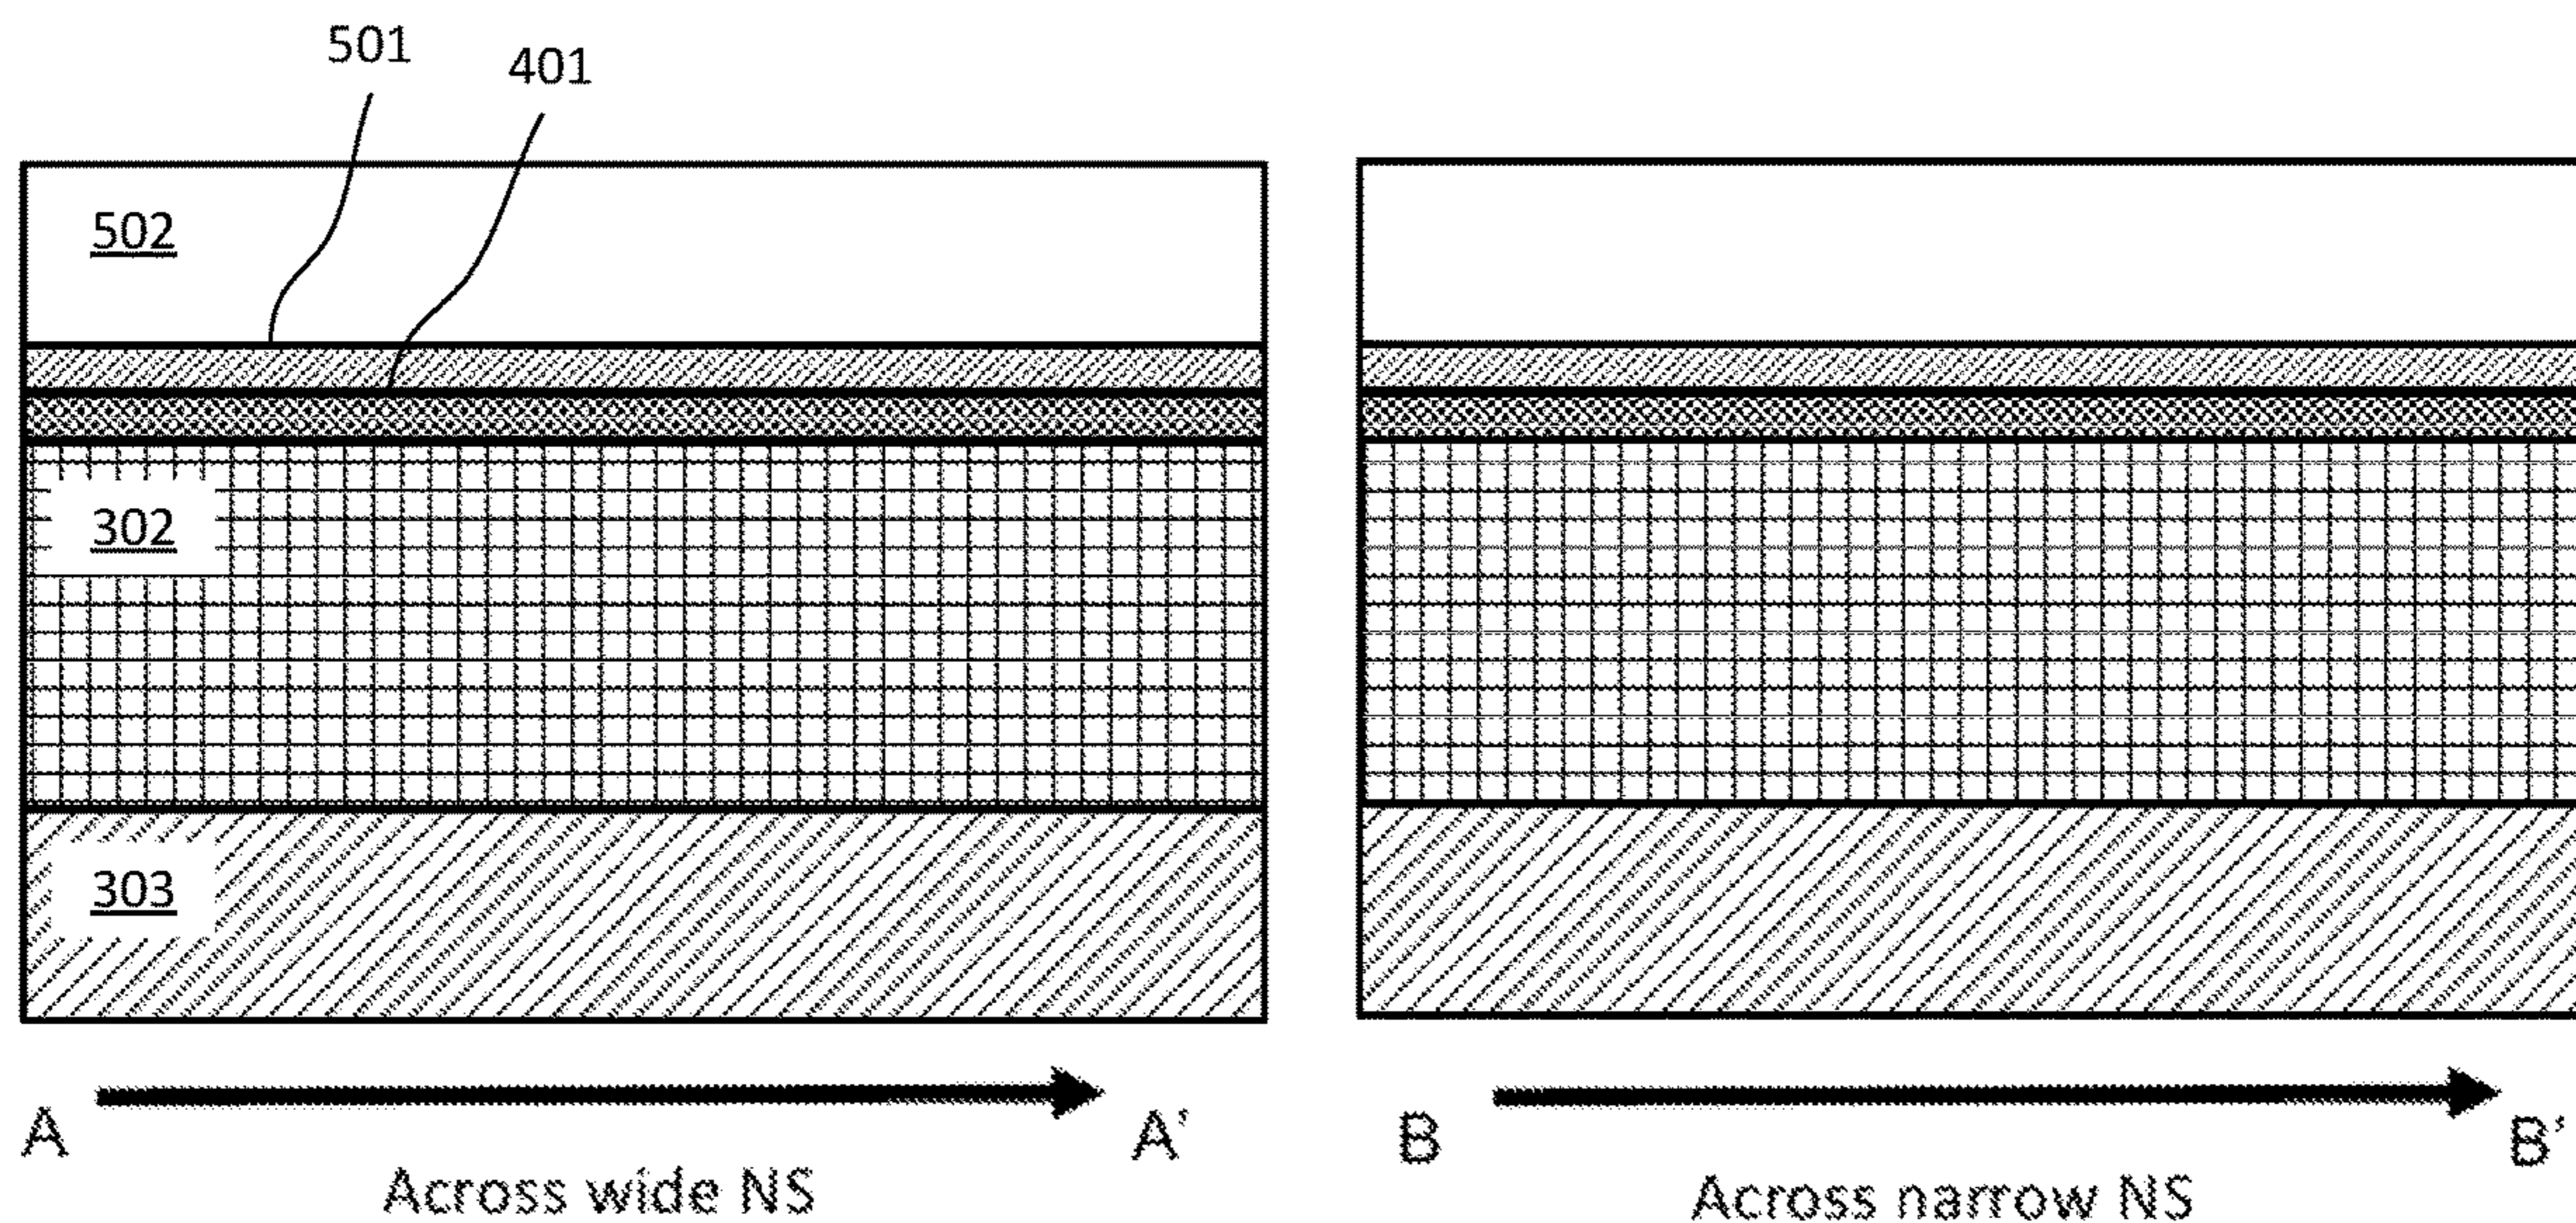 501
401
502
302
303
A
A'
B
B'
Across wide NS
Across narrow NS